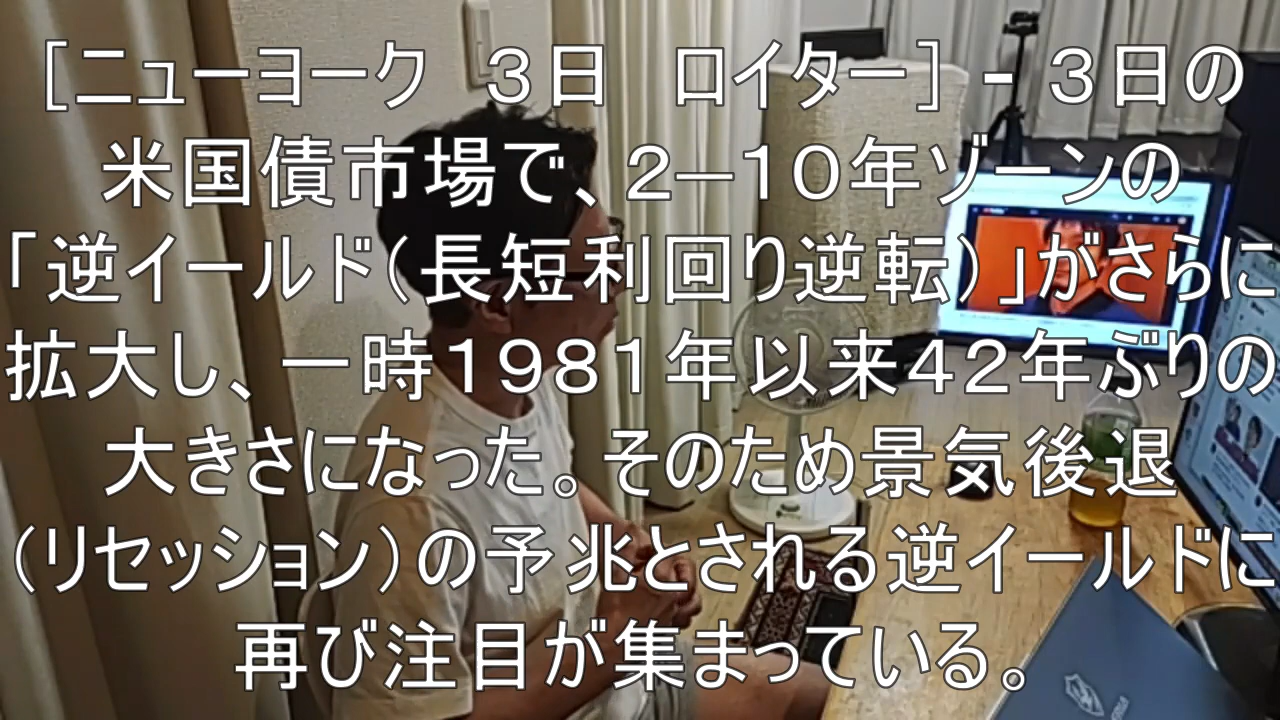 ［ニューヨーク　３日　ロイター］ - ３日の
米国債市場で、２―１０年ゾーンの
「逆イールド（長短利回り逆転）」がさらに
拡大し、一時１９８１年以来４２年ぶりの
大きさになった。そのため景気後退
（リセッション）の予兆とされる逆イールドに
再び注目が集まっている。